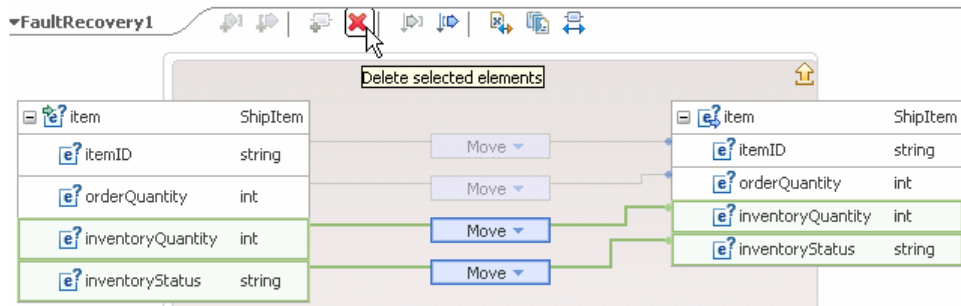 FaultRecovery1
Delete selected elements
item ShipItem
itemID string
orderQuantity int
inventoryQuantity int
inventoryStatus string
Move
Move
Move
Move
item ShipItem
itemID string
orderQuantity int
inventoryQuantity int
inventoryStatus string